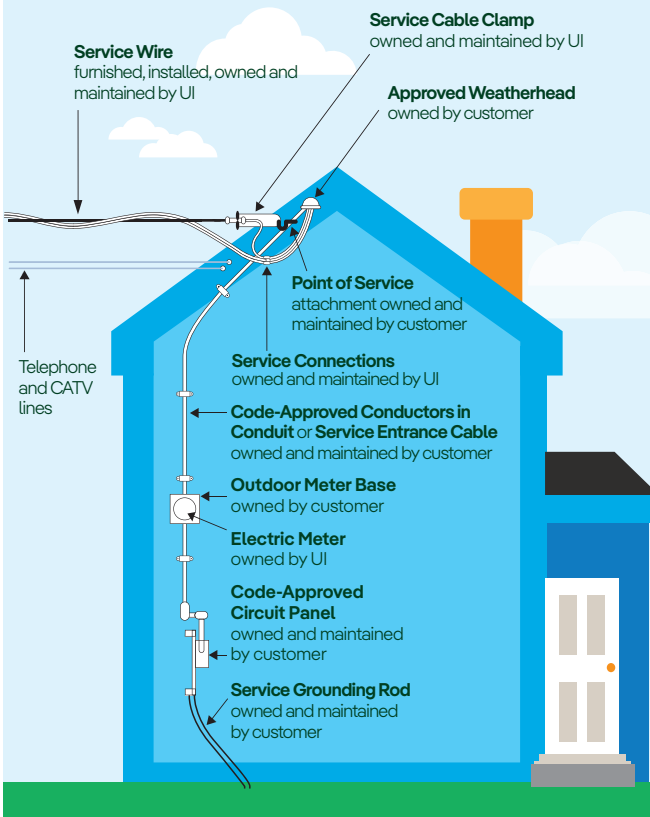 Service Cable Clamp
owned and maintained by UI
Service Wire
furnished, installed, owned and
maintained by UI
Approved Weatherhead
owned by customer
Point of Service
attachment owned and
maintained by customer
Telephone
and CATV
lines
Service Connections
owned and maintained by UI
Code-Approved Conductors in
Conduit or Service Entrance Cable
owned and maintained by customer
Outdoor Meter Base
owned by customer
Electric Meter
owned by UI
Code-Approved
Circuit Panel
owned and maintained
by customer
Service Grounding Rod
owned and maintained
by customer